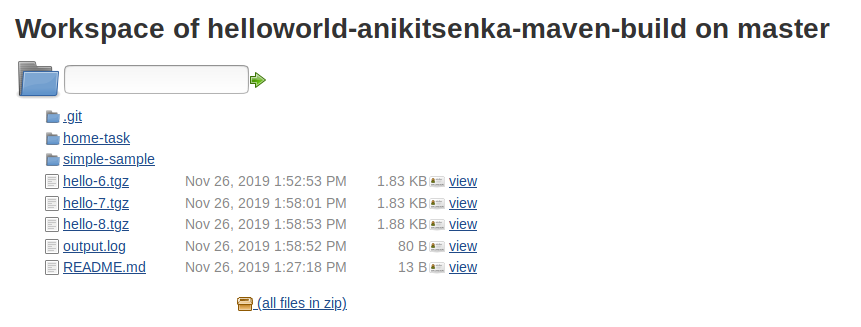 Workspace of helloworld-anikitsenka-maven-build on master
.git
home-task
simple-sample
hello-6.tgz Nov 26, 2019 1:52:53 PM 1.83 KB view
hello-7.tgz Nov 26, 2019 1:58:01 PM 1.83 KB view
hello-8.tgz Nov 26, 2019 1:58:53 PM 1.88 KB view
output.log Nov 26, 2019 1:58:52 PM 80 B view
README.md Nov 26, 2019 1:27:18 PM 13 B view
(all files in zip)